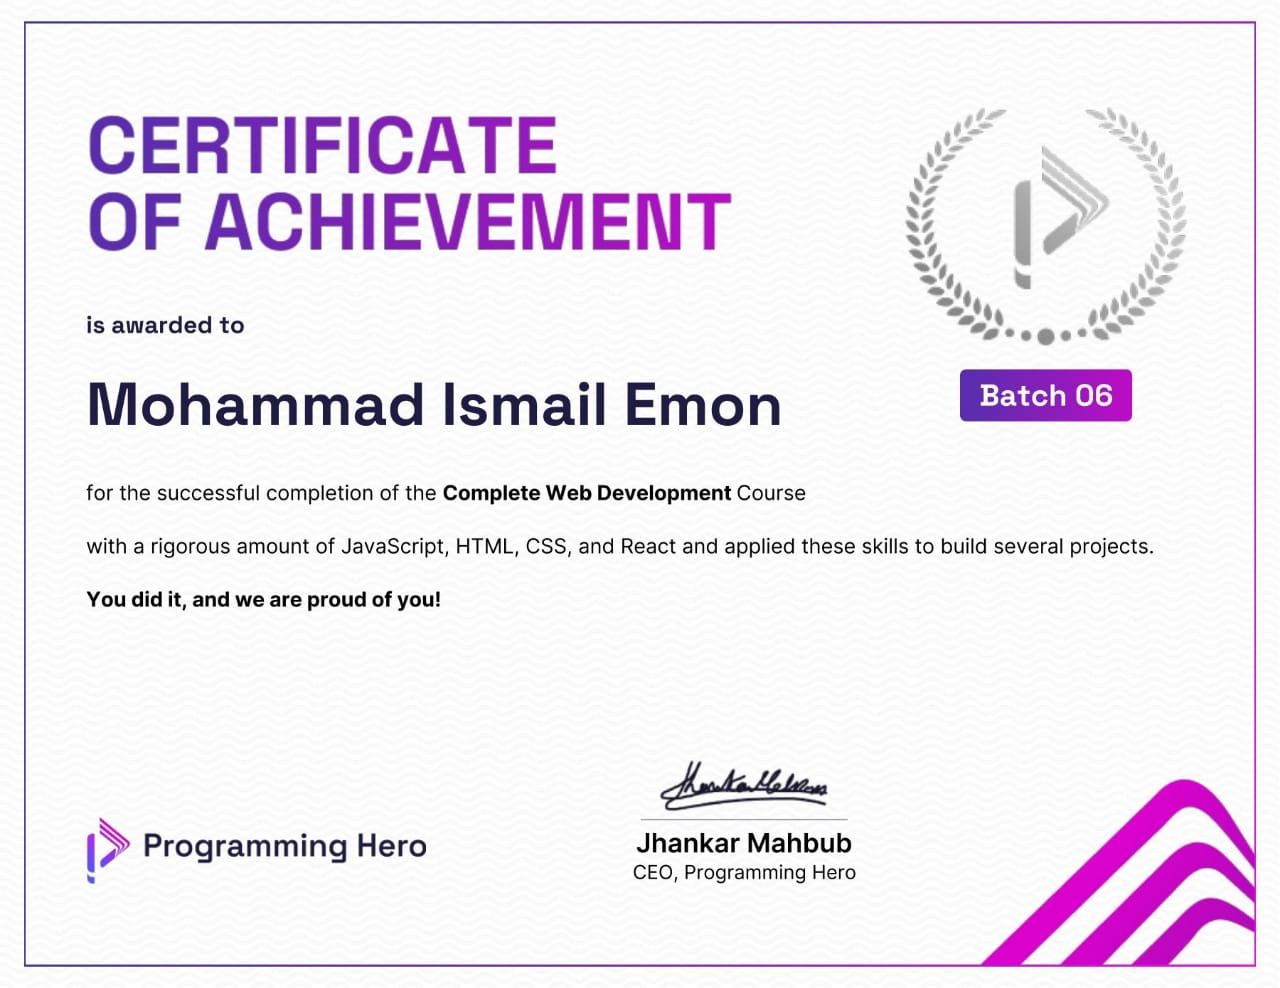 CERTIFICATE
OF ACHIEVEMENT
is awarded to
Mohammad Ismail Emon
Batch 06
for the successful completion of the Complete Web Development Course
with a rigorous amount of JavaScript, HTML, CSS, and React and applied these skills to build several projects.
You did it, and we are proud of you!
Programming Hero
Jhankar Mahbub
Jhankar Mahbub
CEO, Programming Hero